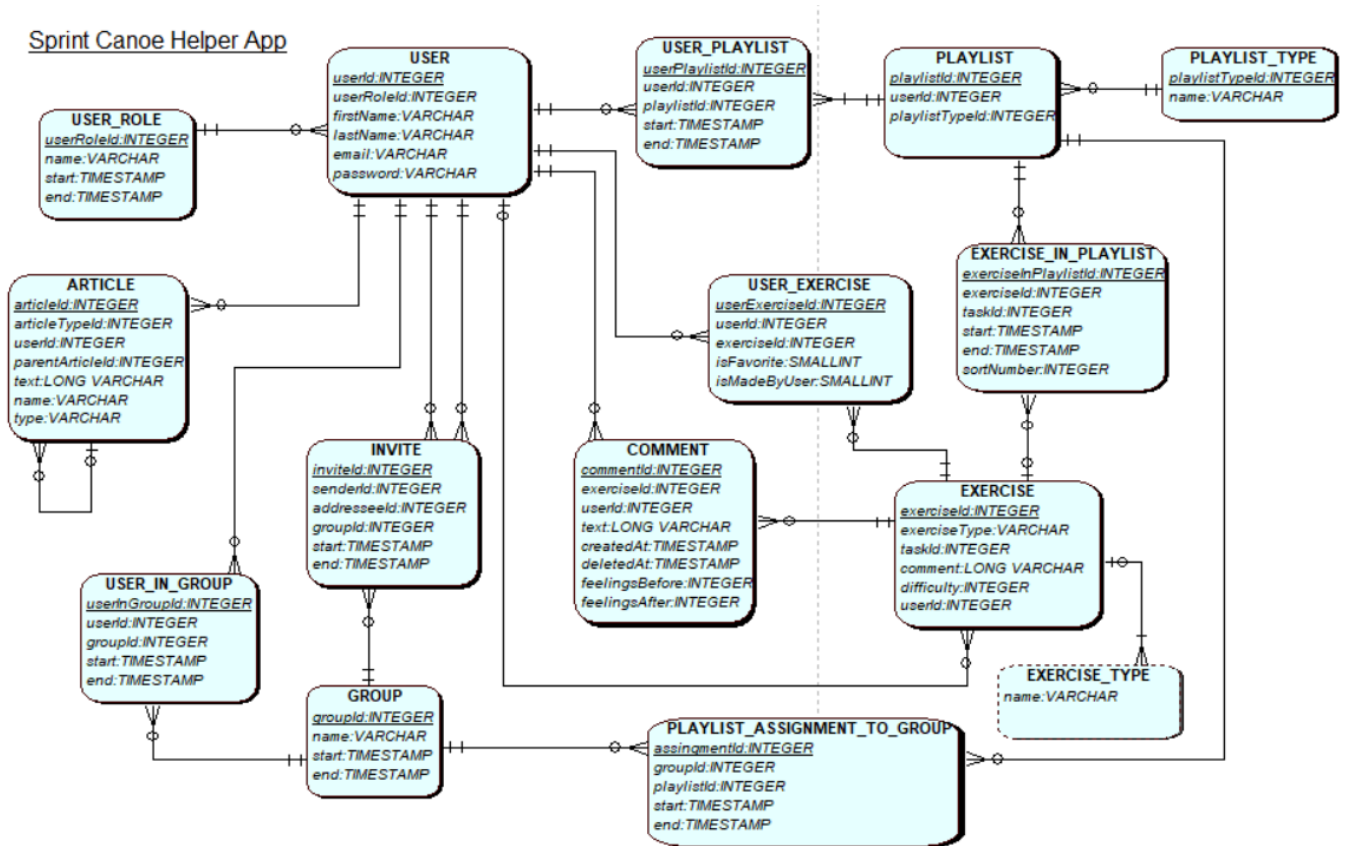 Sprint Canoe Helper App
USER
userId:INTEGER
userRoleId:INTEGER
firstName:VARCHAR
lastName:VARCHAR
email:VARCHAR
password:VARCHAR
USER_PLAYLIST
userPlaylistId:INTEGER
userId:INTEGER
playlistId:INTEGER
start:TIMESTAMP
end:TIMESTAMP
PLAYLIST
playlistId:INTEGER
userId:INTEGER
playlistTypeId:INTEGER
PLAYLIST_TYPE
playlistTypeId:INTEGER
name:VARCHAR
USER_ROLE
userRoleId:INTEGER
name:VARCHAR
start:TIMESTAMP
end:TIMESTAMP
ARTICLE
articleId:INTEGER
articleTypeId:INTEGER
userId:INTEGER
parentArticleId:INTEGER
text:LONG VARCHAR
name:VARCHAR
type:VARCHAR
USER_EXERCISE
userExerciseId:INTEGER
userId:INTEGER
exerciseId:INTEGER
isFavorite:SMALLINT
isMadeByUser:SMALLINT
EXERCISE_IN_PLAYLIST
exerciseInPlaylistId:INTEGER
exerciseId:INTEGER
taskId:INTEGER
start:TIMESTAMP
end:TIMESTAMP
sortNumber:INTEGER
INVITE
inviteId:INTEGER
senderId:INTEGER
addresseeId:INTEGER
groupId:INTEGER
start:TIMESTAMP
end:TIMESTAMP
COMMENT
commentId:INTEGER
exerciseId:INTEGER
userId:INTEGER
text:LONG VARCHAR
createdAt:TIMESTAMP
deletedAt:TIMESTAMP
feelingsBefore:INTEGER
feelingsAfter:INTEGER
EXERCISE
exerciseId:INTEGER
exerciseType:VARCHAR
taskId:INTEGER
comment:LONG VARCHAR
difficulty:INTEGER
userId:INTEGER
USER_IN_GROUP
userInGroupId:INTEGER
userId:INTEGER
groupId:INTEGER
start:TIMESTAMP
end:TIMESTAMP
GROUP
groupId:INTEGER
name:VARCHAR
start:TIMESTAMP
end:TIMESTAMP
EXERCISE_TYPE
name:VARCHAR
PLAYLIST_ASSIGNMENT_TO_GROUP
assingmentId:INTEGER
groupId:INTEGER
playlistId:INTEGER
start:TIMESTAMP
end:TIMESTAMP